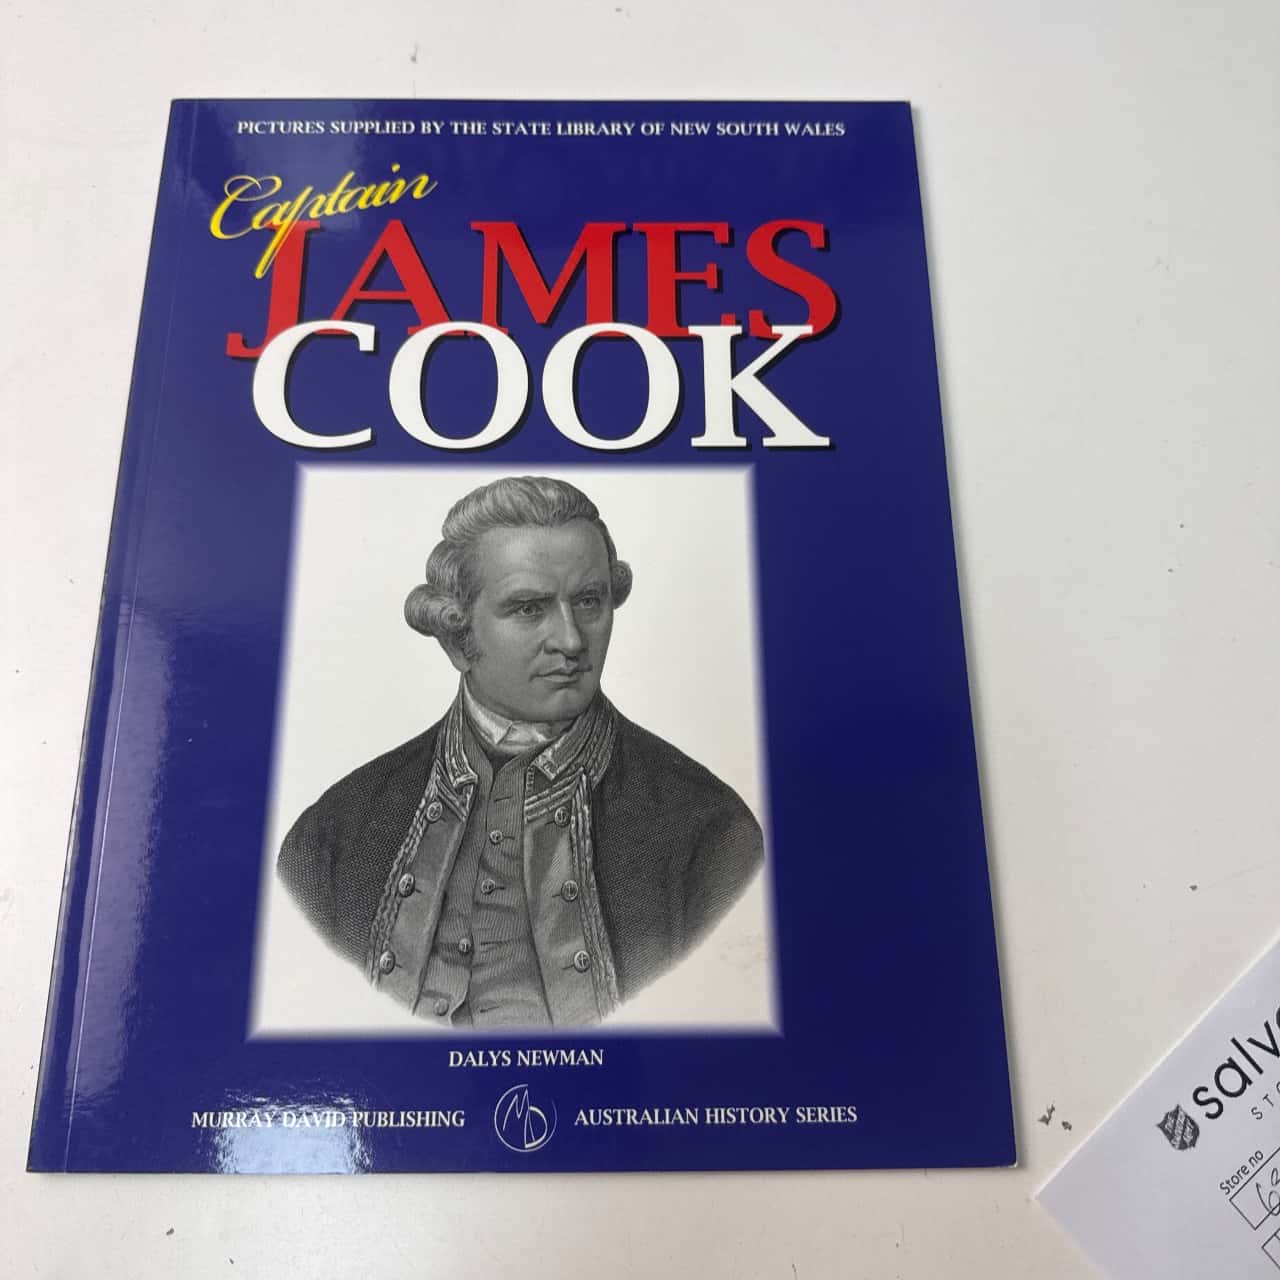 PICTURES SUPPLIED BY THE STATE LIBRARY OF NEW SOUTH WALES
Captain
JAMES
COOK
DALYS NEWMAN
MURRAY DAVID PUBLISHING MD AUSTRALIAN HISTORY SERIES
Store no